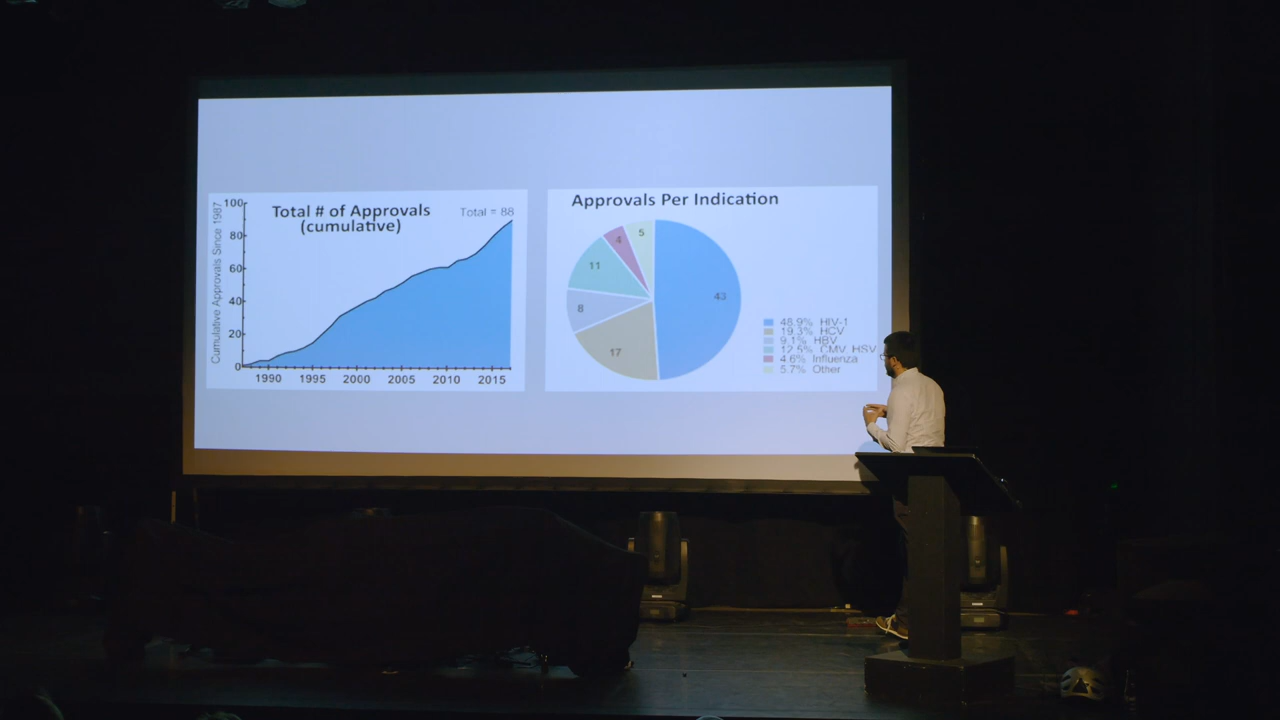 Total # of Approvals
(cumulative)
Total = 88
Cumulative Approvals Since 1987
100
80
60
40
20
0
1990 1995 2000 2005 2010 2015
Approvals Per Indication
5
4
11
43
8
17
48.9% HIV-1
19.3% HCV
9.1% HBV
12.5% CMV, HSV
4.6% Influenza
5.7% Other